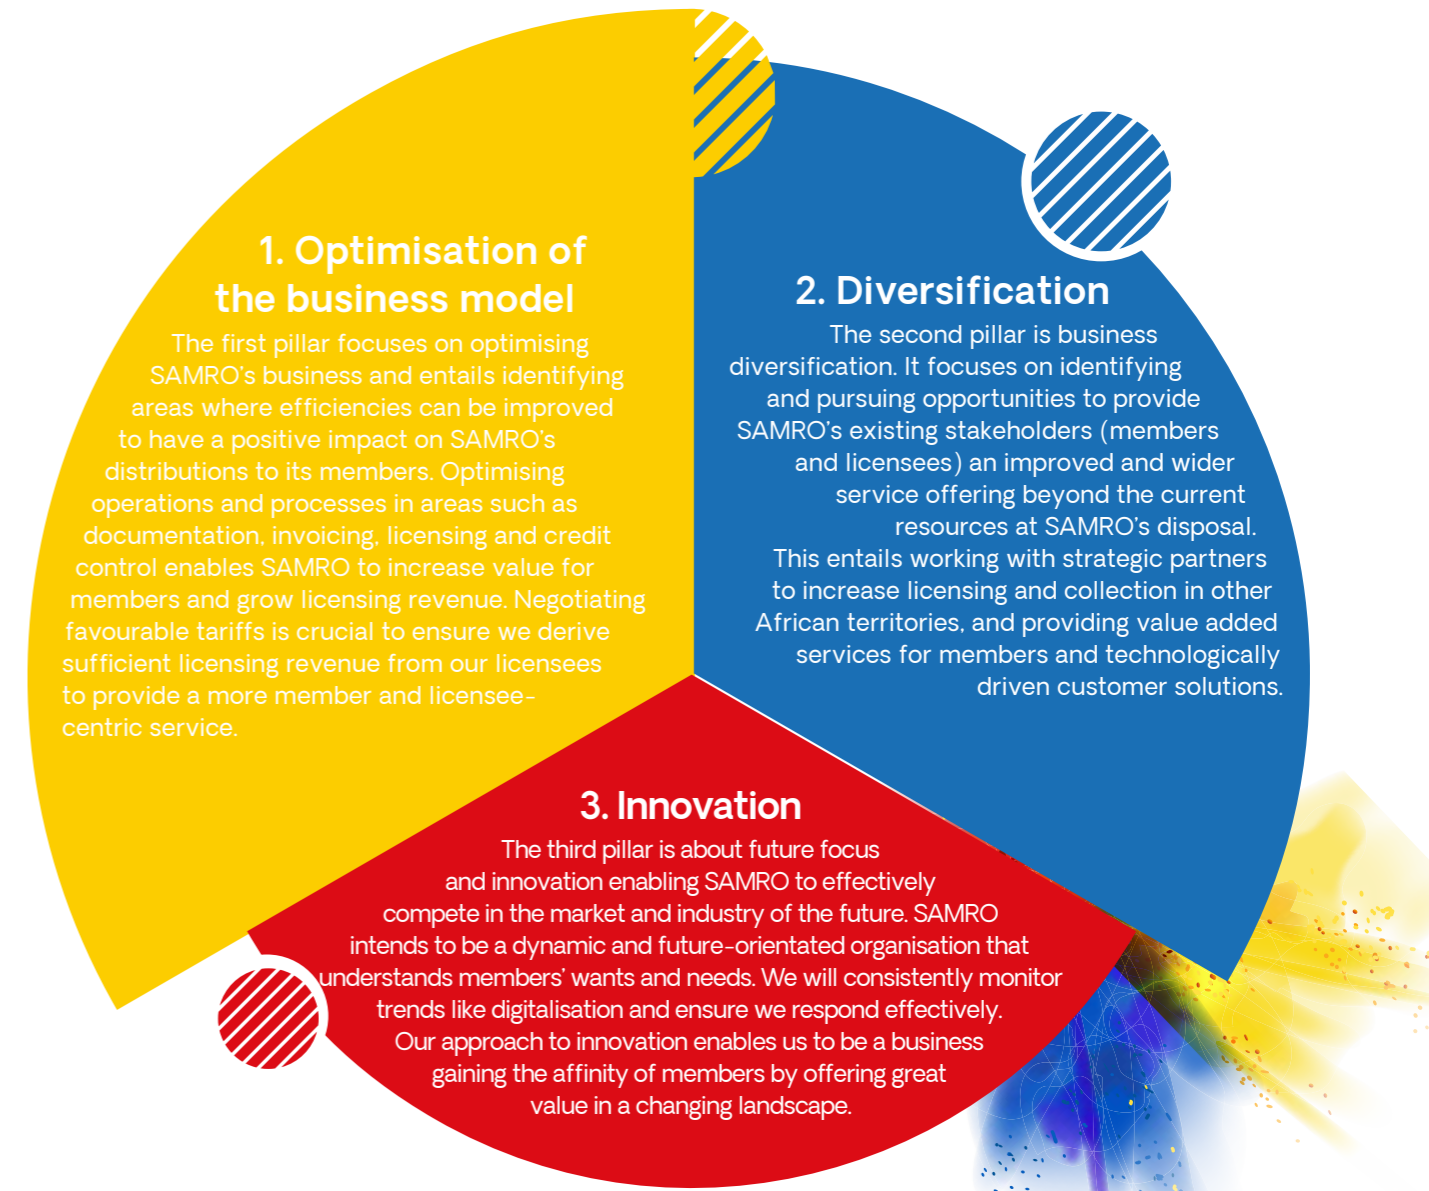 1. Optimisation of
the business model
The first pillar focuses on optimising
SAMRO’s business and entails identifying
areas where efficiencies can be improved
to have a positive impact on SAMRO’s
distributions to its members. Optimising
operations and processes in areas such as
documentation, invoicing, licensing and credit
control enables SAMRO to increase value for
members and grow licensing revenue. Negotiating
favourable tariffs is crucial to ensure we derive
sufficient licensing revenue from our licensees
to provide a more member and licensee-
centric service.
2. Diversification
The second pillar is business
diversification. It focuses on identifying
and pursuing opportunities to provide
SAMRO’s existing stakeholders (members
and licensees) an improved and wider
service offering beyond the current
resources at SAMRO’s disposal.
This entails working with strategic partners
to increase licensing and collection in other
African territories, and providing value added
services for members and technologically
driven customer solutions.
3. Innovation
The third pillar is about future focus
and innovation enabling SAMRO to effectively
compete in the market and industry of the future. SAMRO
intends to be a dynamic and future-orientated organisation that
understands members’ wants and needs. We will consistently monitor
trends like digitalisation and ensure we respond effectively.
Our approach to innovation enables us to be a business
gaining the affinity of members by offering great
value in a changing landscape.